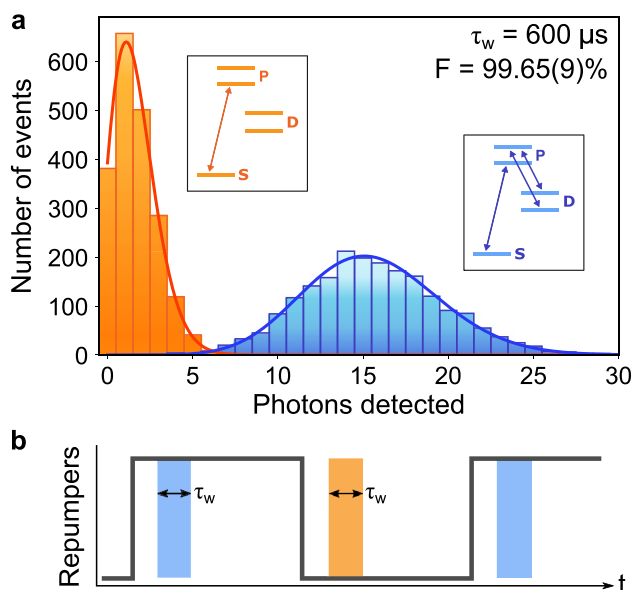 a
τw = 600 μs
F = 99.65(9)%
Number of events
600
500
400
300
200
100
0
P
D
S
P
D
S
0
5
10
15
20
25
30
Photons detected
b
Repumpers
τw
τw
t